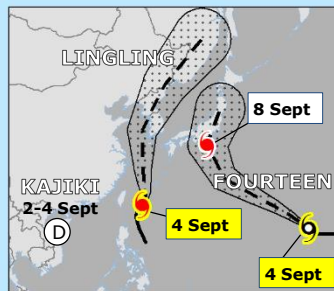 LINGLING
8 Sept
KAJIKI
2-4 Sept
D
FOURTEEN
4 Sept
4 Sept